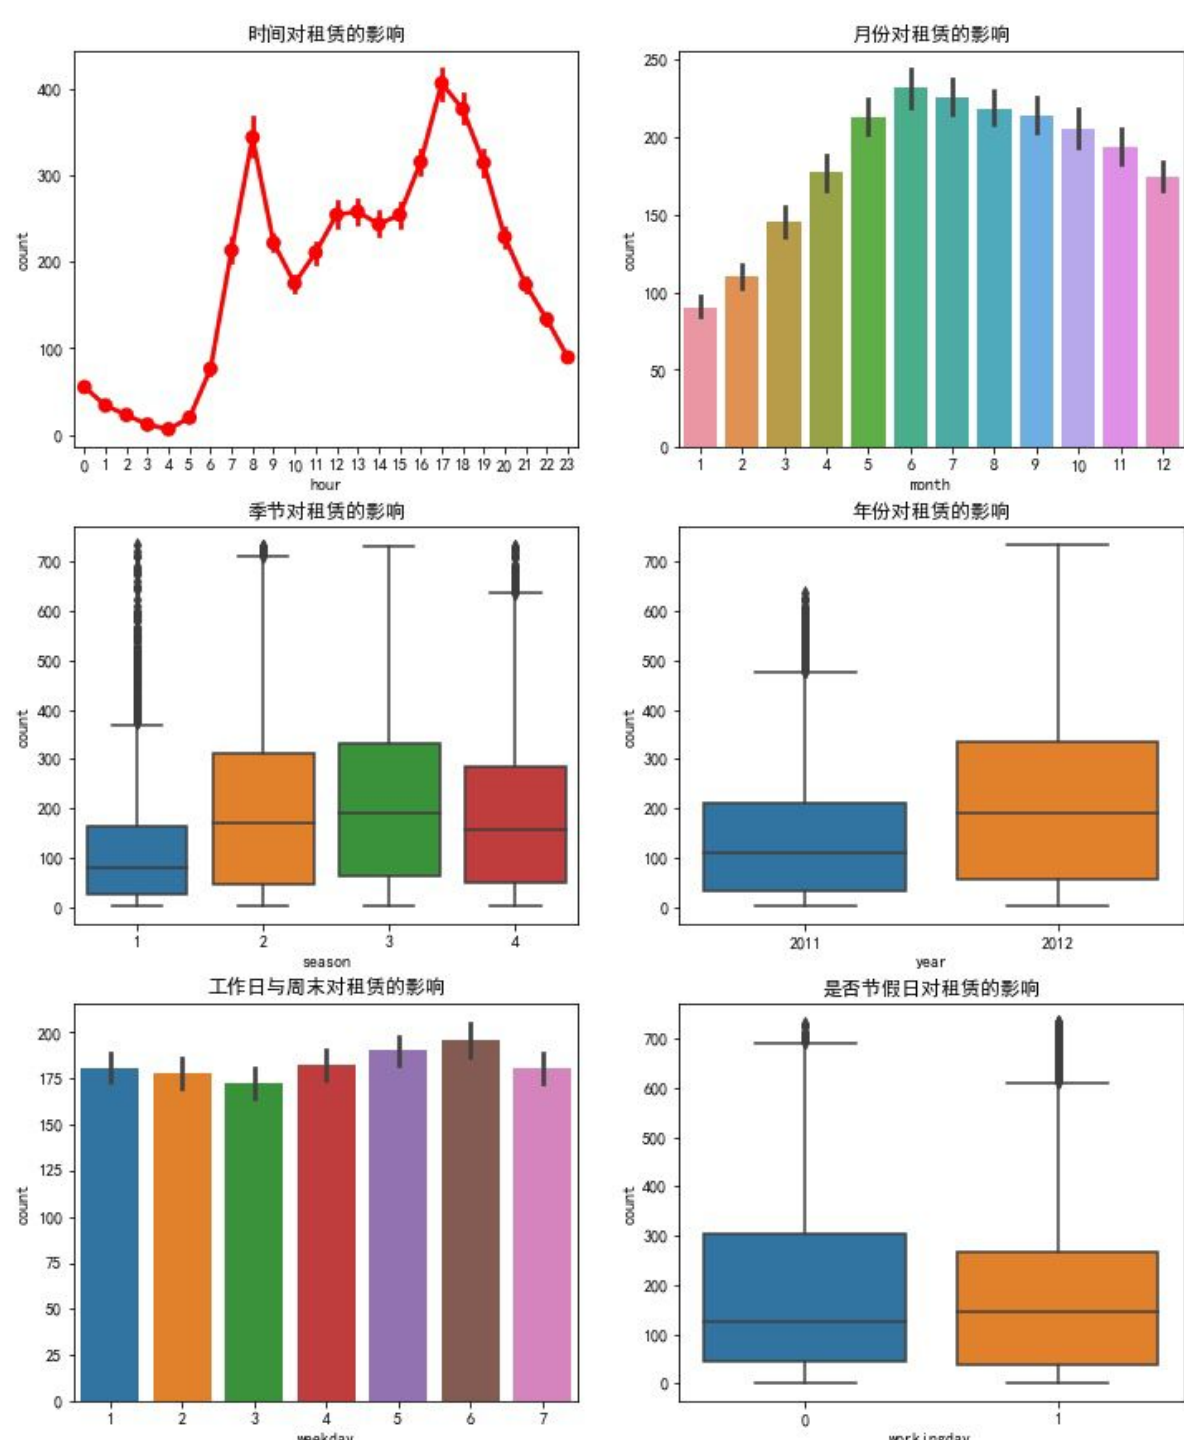 时间对租赁的影响
400
300
200
100
0
count
0 1 2 3 4 5 6 7 8 9 10 11 12 13 14 15 16 17 18 19 20 21 22 23
hour
月份对租赁的影响
250
200
150
100
50
0
count
1 2 3 4 5 6 7 8 9 10 11 12
month
季节对租赁的影响
700
600
500
400
300
200
100
0
count
1 2 3 4
season
年份对租赁的影响
700
600
500
400
300
200
100
0
count
2011 2012
year
工作日与周末对租赁的影响
200
175
150
125
100
75
50
25
0
count
1 2 3 4 5 6 7
weekday
是否节假日对租赁的影响
700
600
500
400
300
200
100
0
count
0 1
workingday